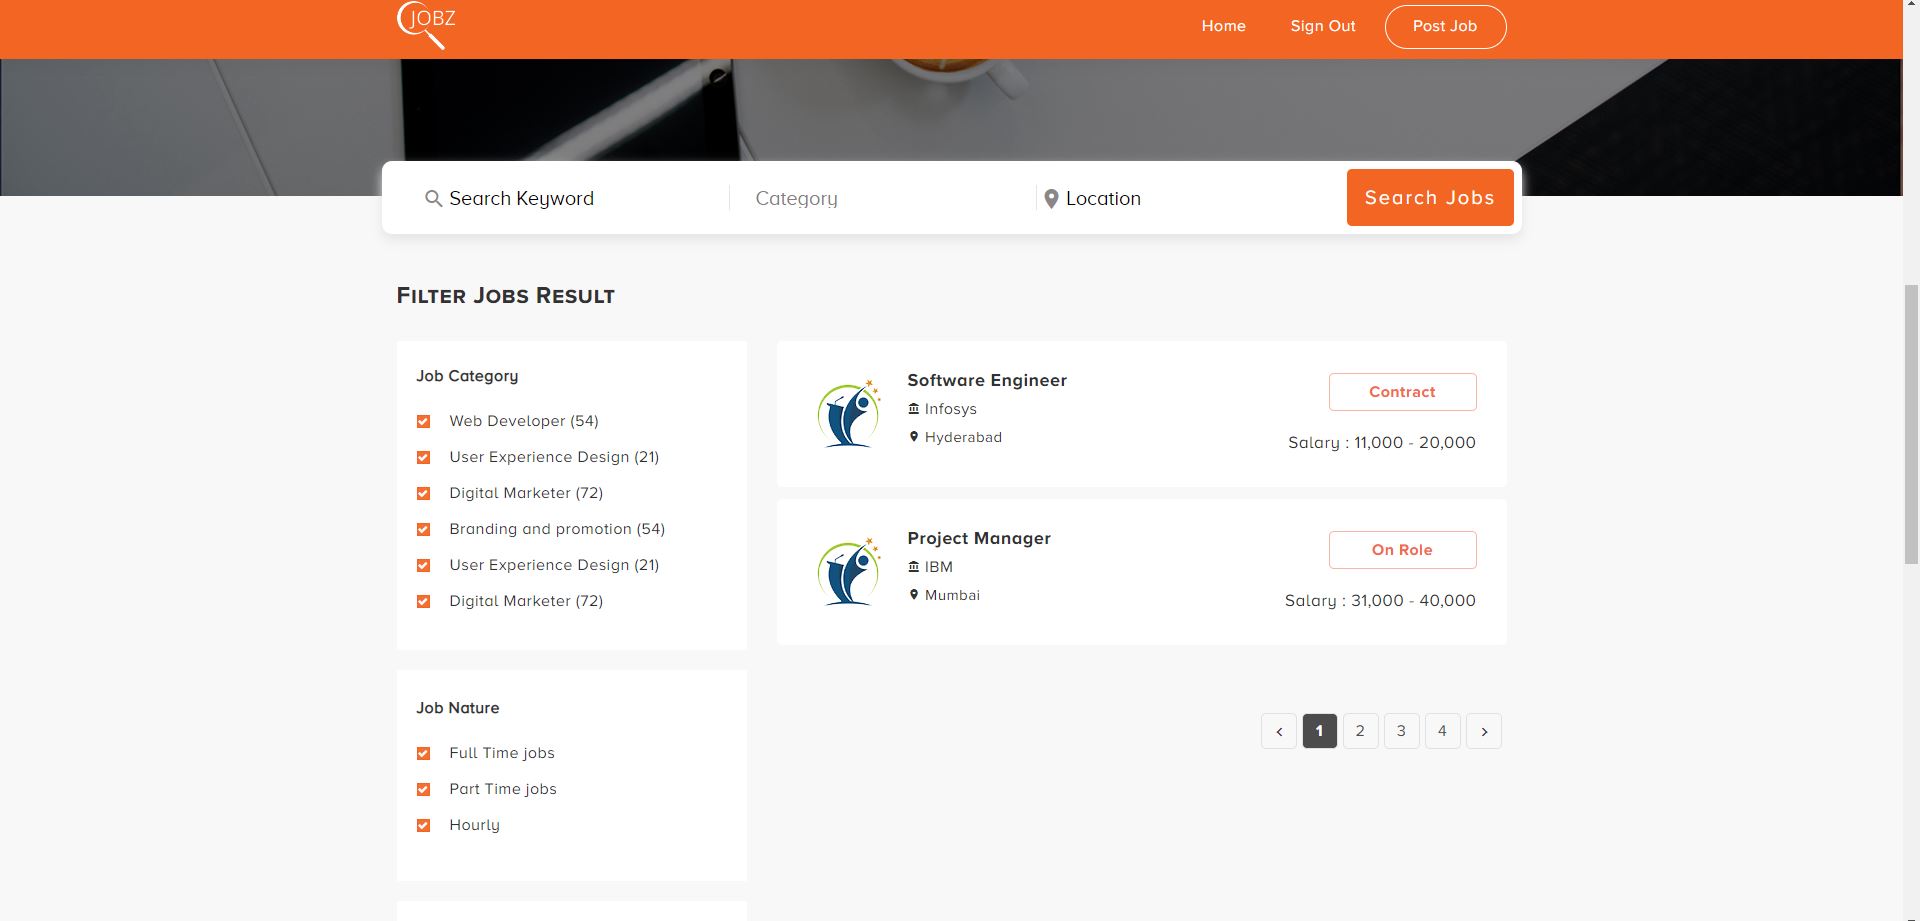 JOBZ
Home Sign Out Post Job
Search Keyword Category Location Search Jobs
Filter Jobs Result
Job Category
Web Developer (54)
User Experience Design (21)
Digital Marketer (72)
Branding and promotion (54)
User Experience Design (21)
Digital Marketer (72)
Job Nature
Full Time jobs
Part Time jobs
Hourly
Software Engineer
Infosys
Hyderabad
Contract
Salary : 11,000 - 20,000
Project Manager
IBM
Mumbai
On Role
Salary : 31,000 - 40,000
‹ 1 2 3 4 ›